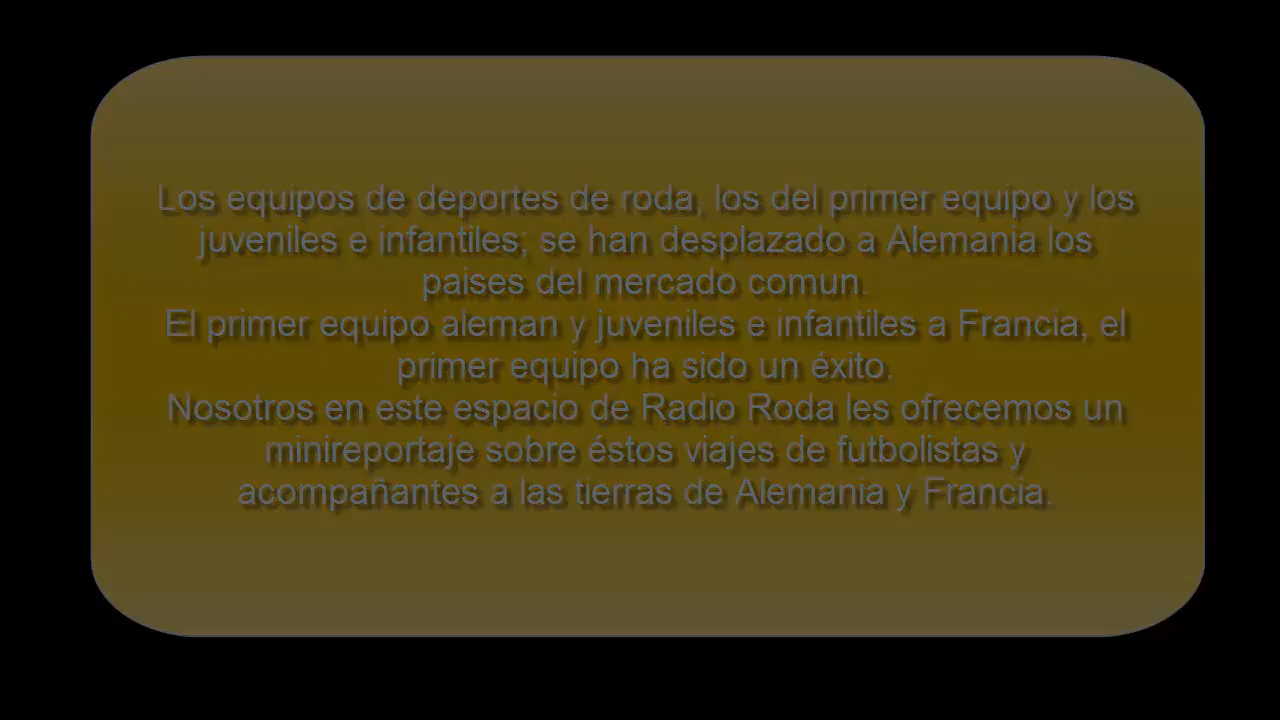 Los equipos de deportes de roda, los del primer equipo y los
juveniles e infantiles; se han desplazado a Alemania los
paises del mercado comun.
El primer equipo aleman y juveniles e infantiles a Francia, el
primer equipo ha sido un éxito.
Nosotros en este espacio de Radio Roda les ofrecemos un
minireportaje sobre éstos viajes de futbolistas y
acompañantes a las tierras de Alemania y Francia.